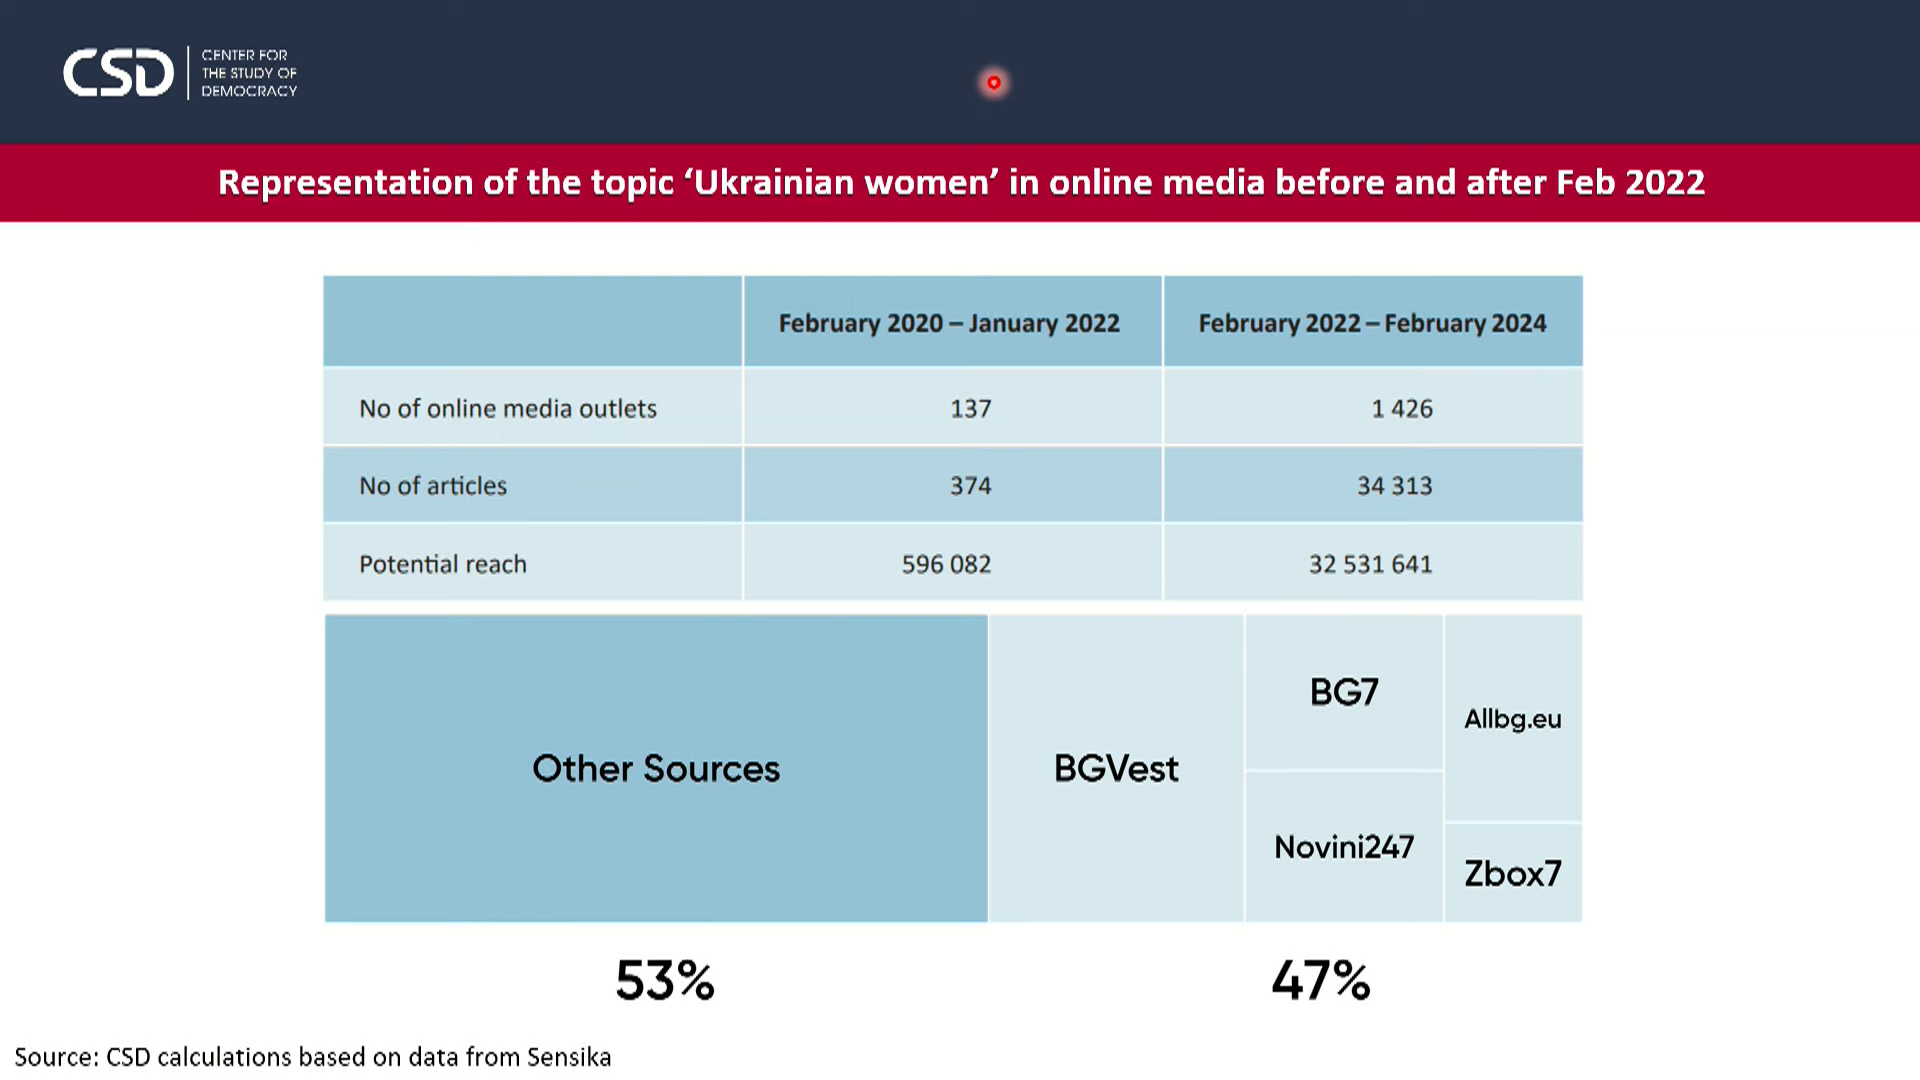 CSD
CENTER FOR
THE STUDY OF
DEMOCRACY
Representation of the topic ‘Ukrainian women’ in online media before and after Feb 2022
February 2020 – January 2022
February 2022 – February 2024
No of online media outlets 137 1 426
No of articles 374 34 313
Potential reach 596 082 32 531 641
Other Sources
BGVest
BG7
Novini247
Allbg.eu
Zbox7
53%
47%
Source: CSD calculations based on data from Sensika